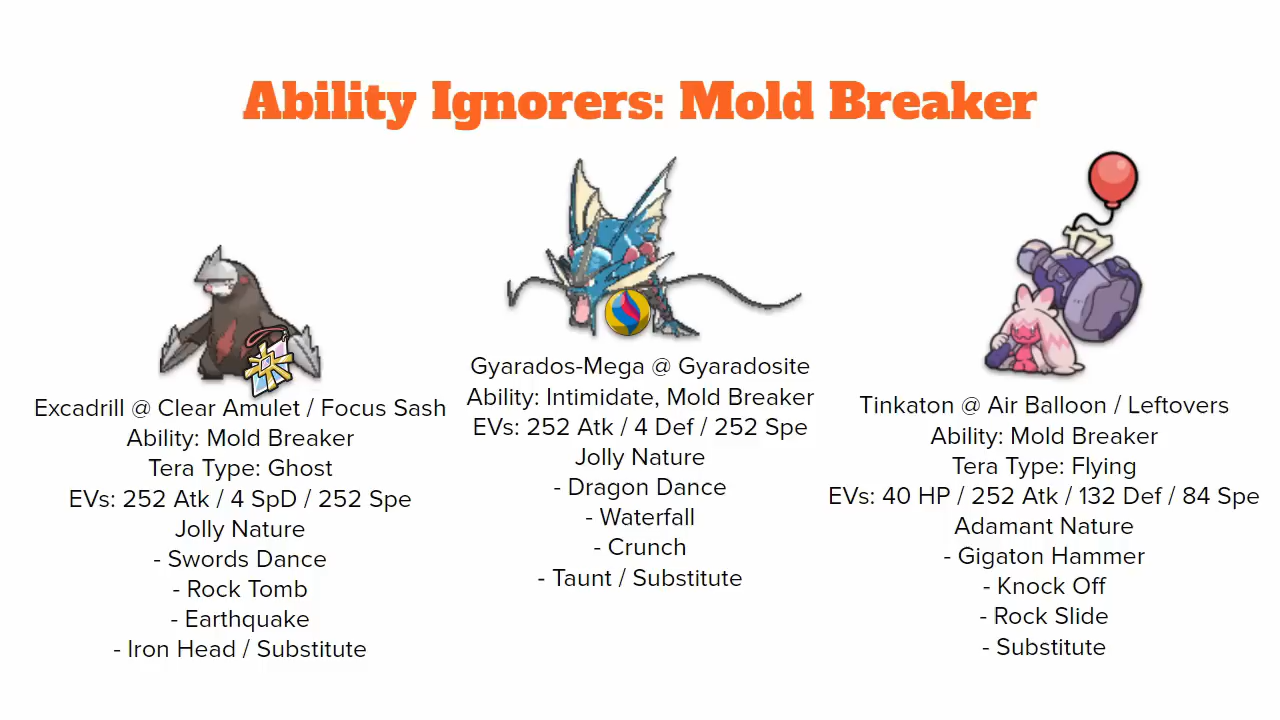 Ability Ignorers: Mold Breaker
Excadrill @ Clear Amulet / Focus Sash
Ability: Mold Breaker
Tera Type: Ghost
EVs: 252 Atk / 4 SpD / 252 Spe
Jolly Nature
- Swords Dance
- Rock Tomb
- Earthquake
- Iron Head / Substitute
Gyarados-Mega @ Gyaradosite
Ability: Intimidate, Mold Breaker
EVs: 252 Atk / 4 Def / 252 Spe
Jolly Nature
- Dragon Dance
- Waterfall
- Crunch
- Taunt / Substitute
Tinkaton @ Air Balloon / Leftovers
Ability: Mold Breaker
Tera Type: Flying
EVs: 40 HP / 252 Atk / 132 Def / 84 Spe
Adamant Nature
- Gigaton Hammer
- Knock Off
- Rock Slide
- Substitute